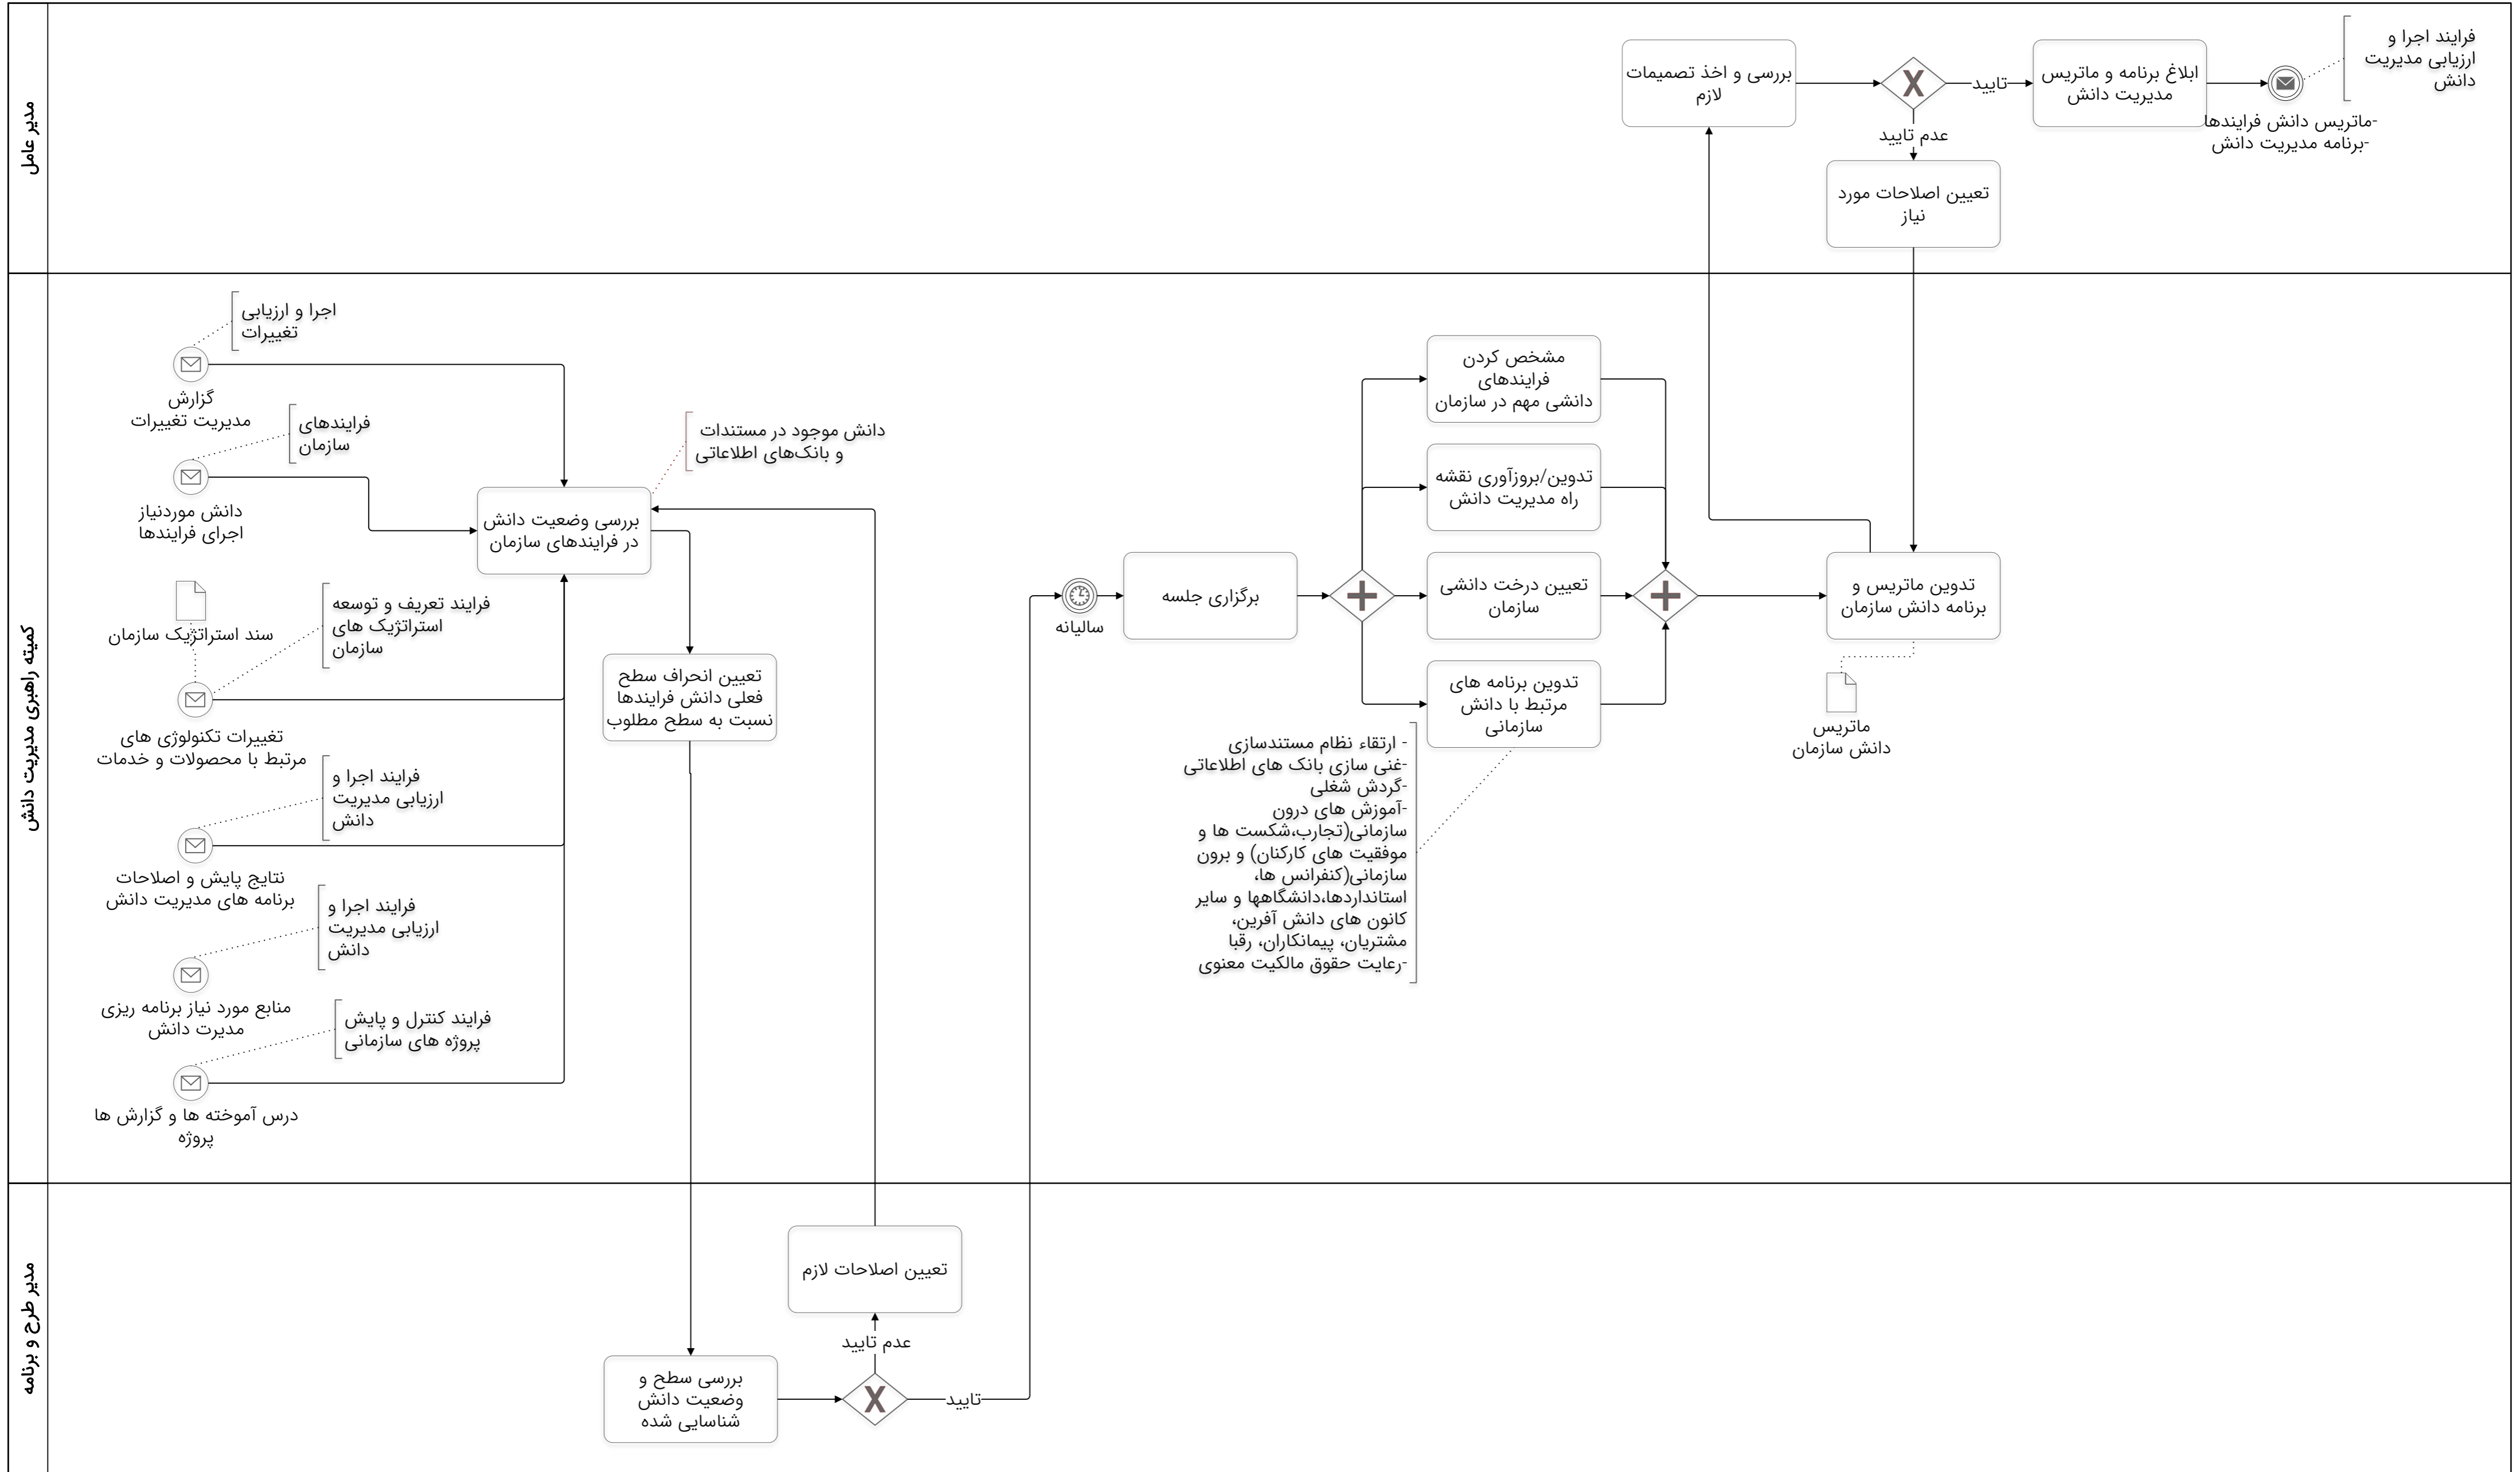 مدیر عامل
بررسی و اخذ تصمیمات
لازم
تایید
عدم تایید
تعیین اصلاحات مورد
نیاز
ابلاغ برنامه و ماتریس
مدیریت دانش
-ماتریس دانش فرایندها
-برنامه مدیریت دانش
فرایند اجرا و
ارزیابی مدیریت
دانش
کمیته راهبری مدیریت دانش
اجرا و ارزیابی
تغییرات
گزارش
مدیریت تغییرات
فرایندهای
سازمان
دانش موردنیاز
اجرای فرایندها
سند استراتژیک سازمان
فرایند تعریف و توسعه
استراتژیک های
سازمان
تغییرات تکنولوژی های
مرتبط با محصولات و خدمات
فرایند اجرا و
ارزیابی مدیریت
دانش
نتایج پایش و اصلاحات
برنامه های مدیریت دانش
فرایند اجرا و
ارزیابی مدیریت
دانش
منابع مورد نیاز برنامه ریزی
مدیرت دانش
فرایند کنترل و پایش
پروژه های سازمانی
درس آموخته ها و گزارش ها
پروژه
بررسی وضعیت دانش
در فرایندهای سازمان
دانش موجود در مستندات
و بانک‌های اطلاعاتی
تعیین انحراف سطح
فعلی دانش فرایندها
نسبت به سطح مطلوب
سالیانه
برگزاری جلسه
مشخص کردن
فرایندهای
دانشی مهم در سازمان
تدوین/بروزآوری نقشه
راه مدیریت دانش
تعیین درخت دانشی
سازمان
تدوین برنامه های
مرتبط با دانش
سازمانی
- ارتقاء نظام مستندسازی
-غنی سازی بانک های اطلاعاتی
-گردش شغلی
-آموزش های درون
سازمانی(تجارب،شکست ها و
موفقیت های کارکنان) و برون
سازمانی(کنفرانس ها،
استانداردها،دانشگاهها و سایر
کانون های دانش آفرین،
مشتریان، پیمانکاران، رقبا
-رعایت حقوق مالکیت معنوی
تدوین ماتریس و
برنامه دانش سازمان
ماتریس
دانش سازمان
مدیر طرح و برنامه
بررسی سطح و
وضعیت دانش
شناسایی شده
تعیین اصلاحات لازم
عدم تایید
تایید